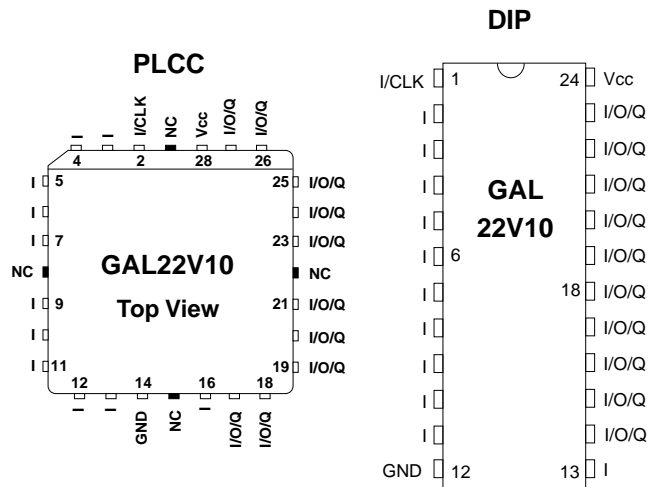 PLCC
I
I
I/CLK
NC
Vcc
I/O/Q
I/O/Q
4
2
28
26
I 5
25 I/O/Q
I
I/O/Q
I 7
23 I/O/Q
NC
GAL22V10
NC
I 9
Top View
21 I/O/Q
I
I/O/Q
I 11
19 I/O/Q
12
14
16
18
I
I
GND
NC
I
I/O/Q
I/O/Q
DIP
I/CLK 1
24 Vcc
I
I/O/Q
I
I/O/Q
I
GAL
I/O/Q
I
22V10
I/O/Q
I 6
I/O/Q
I
18 I/O/Q
I
I/O/Q
I
I/O/Q
I
I/O/Q
I
I/O/Q
GND 12
13 I